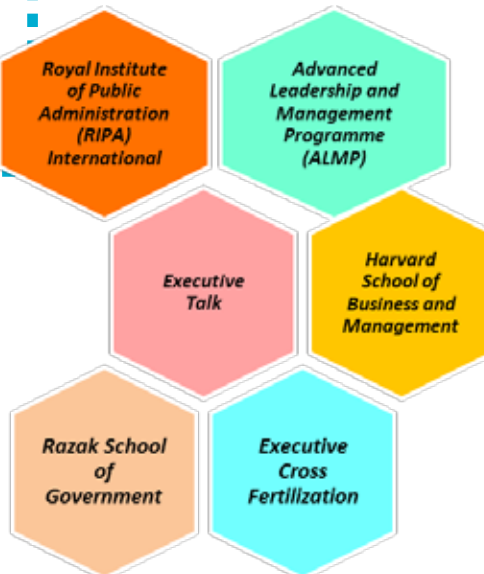 Royal Institute
of Public
Administration
(RIPA)
International
Advanced
Leadership and
Management
Programme
(ALMP)
Executive
Talk
Harvard
School of
Business and
Management
Razak School
of
Government
Executive
Cross
Fertilization